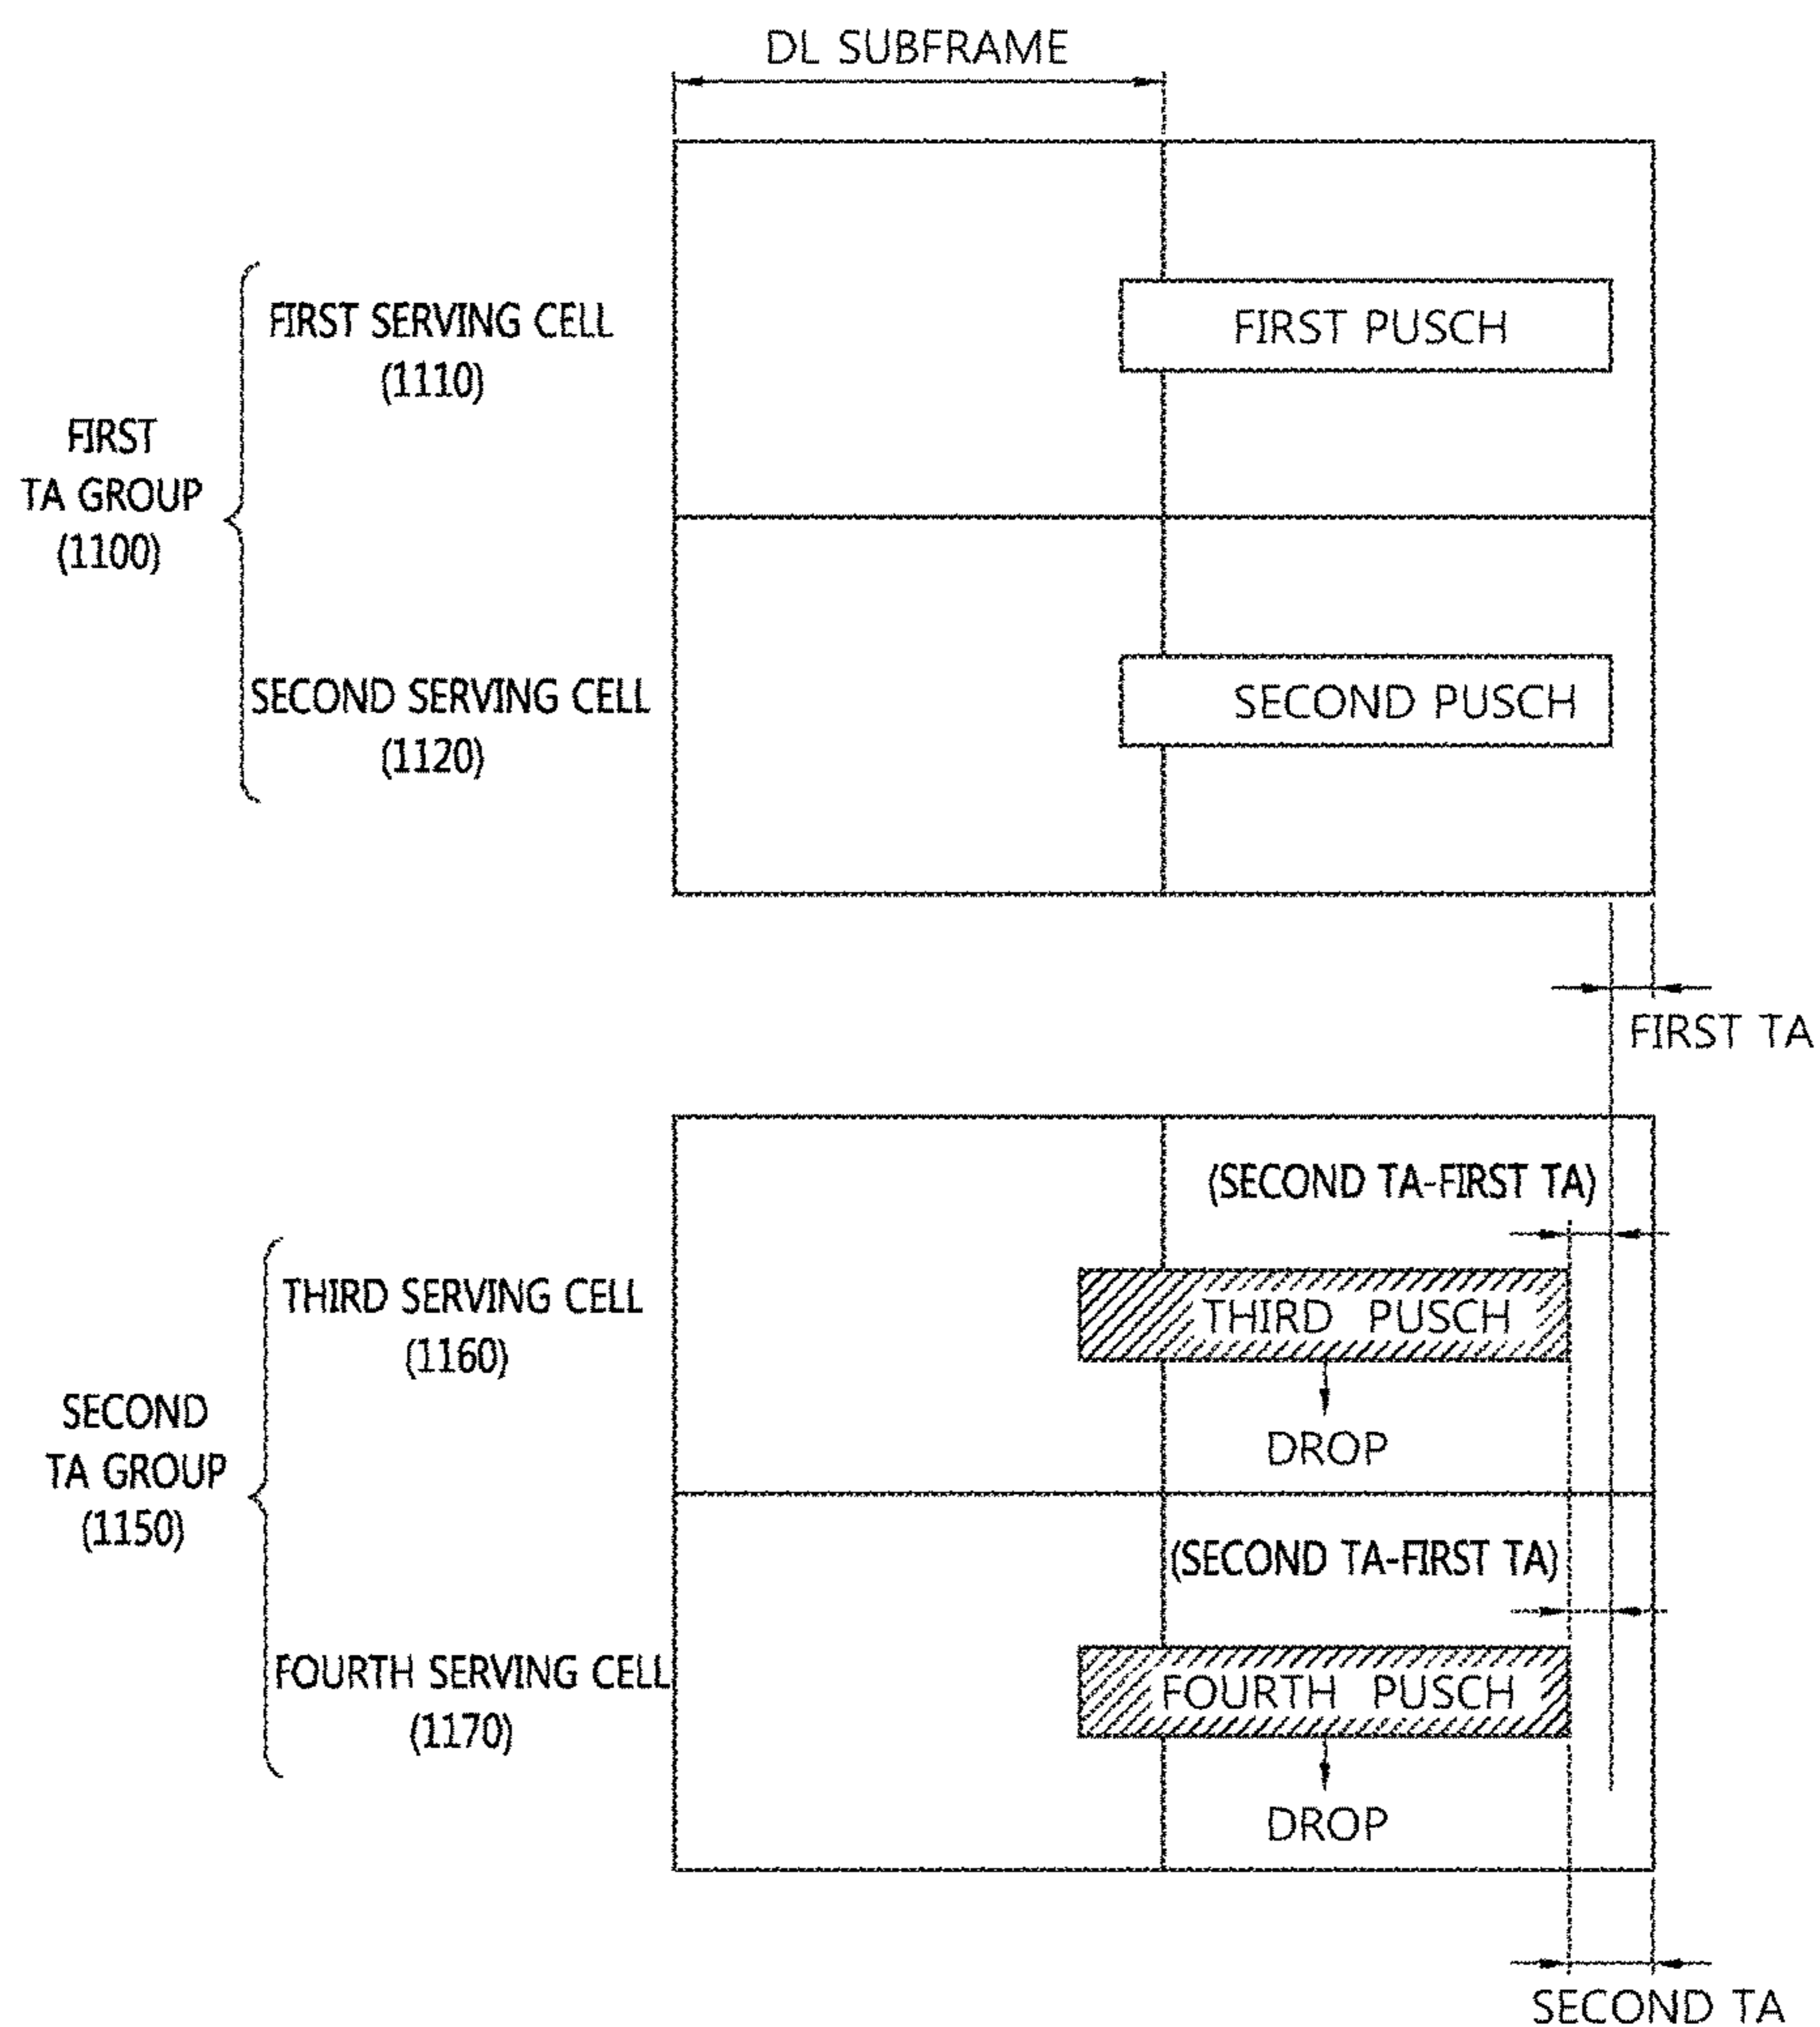 DL SUBFRAME
FIRST SERVING CELL
(1110)
FIRST PUSCH
FIRST
TA GROUP
(1100)
SECOND SERVING CELL
(1120)
SECOND PUSCH
FIRST TA
(SECOND TA-FIRST TA)
THIRD SERVING CELL
(1160)
THIRD PUSCH
DROP
SECOND
TA GROUP
(1150)
(SECOND TA-FIRST TA)
FOURTH SERVING CELL
(1170)
FOURTH PUSCH
DROP
SECOND TA